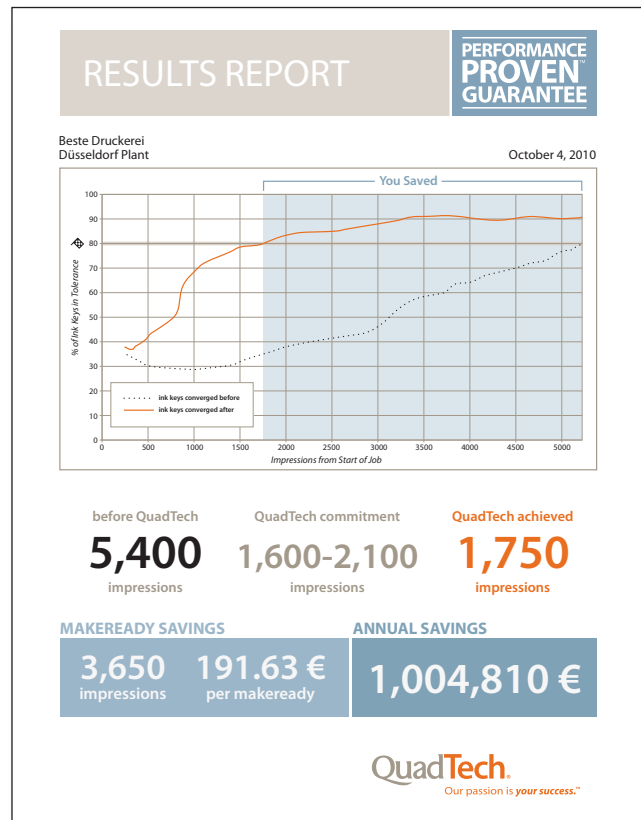 RESULTS REPORT
PERFORMANCE
PROVEN™
GUARANTEE
Beste Druckerei
Düsseldorf Plant
October 4, 2010
You Saved
100
90
80
70
60
50
40
30
20
10
0
% of Ink Keys in Tolerance
ink keys converged before
ink keys converged after
0 500 1000 1500 2000 2500 3000 3500 4000 4500 5000
Impressions from Start of Job
before QuadTech
5,400
impressions
QuadTech commitment
1,600-2,100
impressions
QuadTech achieved
1,750
impressions
MAKEREADY SAVINGS
3,650
impressions
191.63 €
per makeready
ANNUAL SAVINGS
1,004,810 €
QuadTech®
Our passion is your success.™